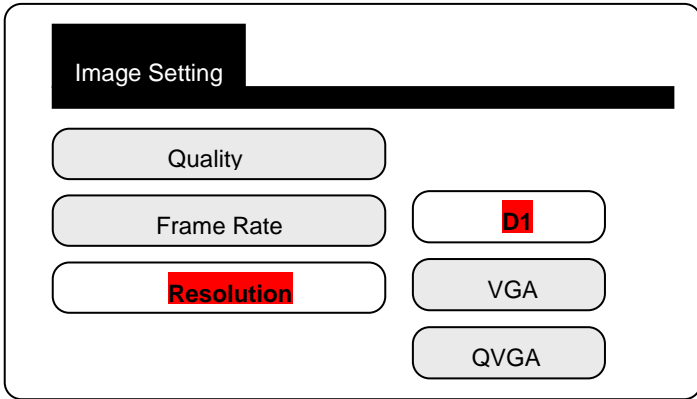 Image Setting
Quality
Frame Rate
Resolution
D1
VGA
QVGA